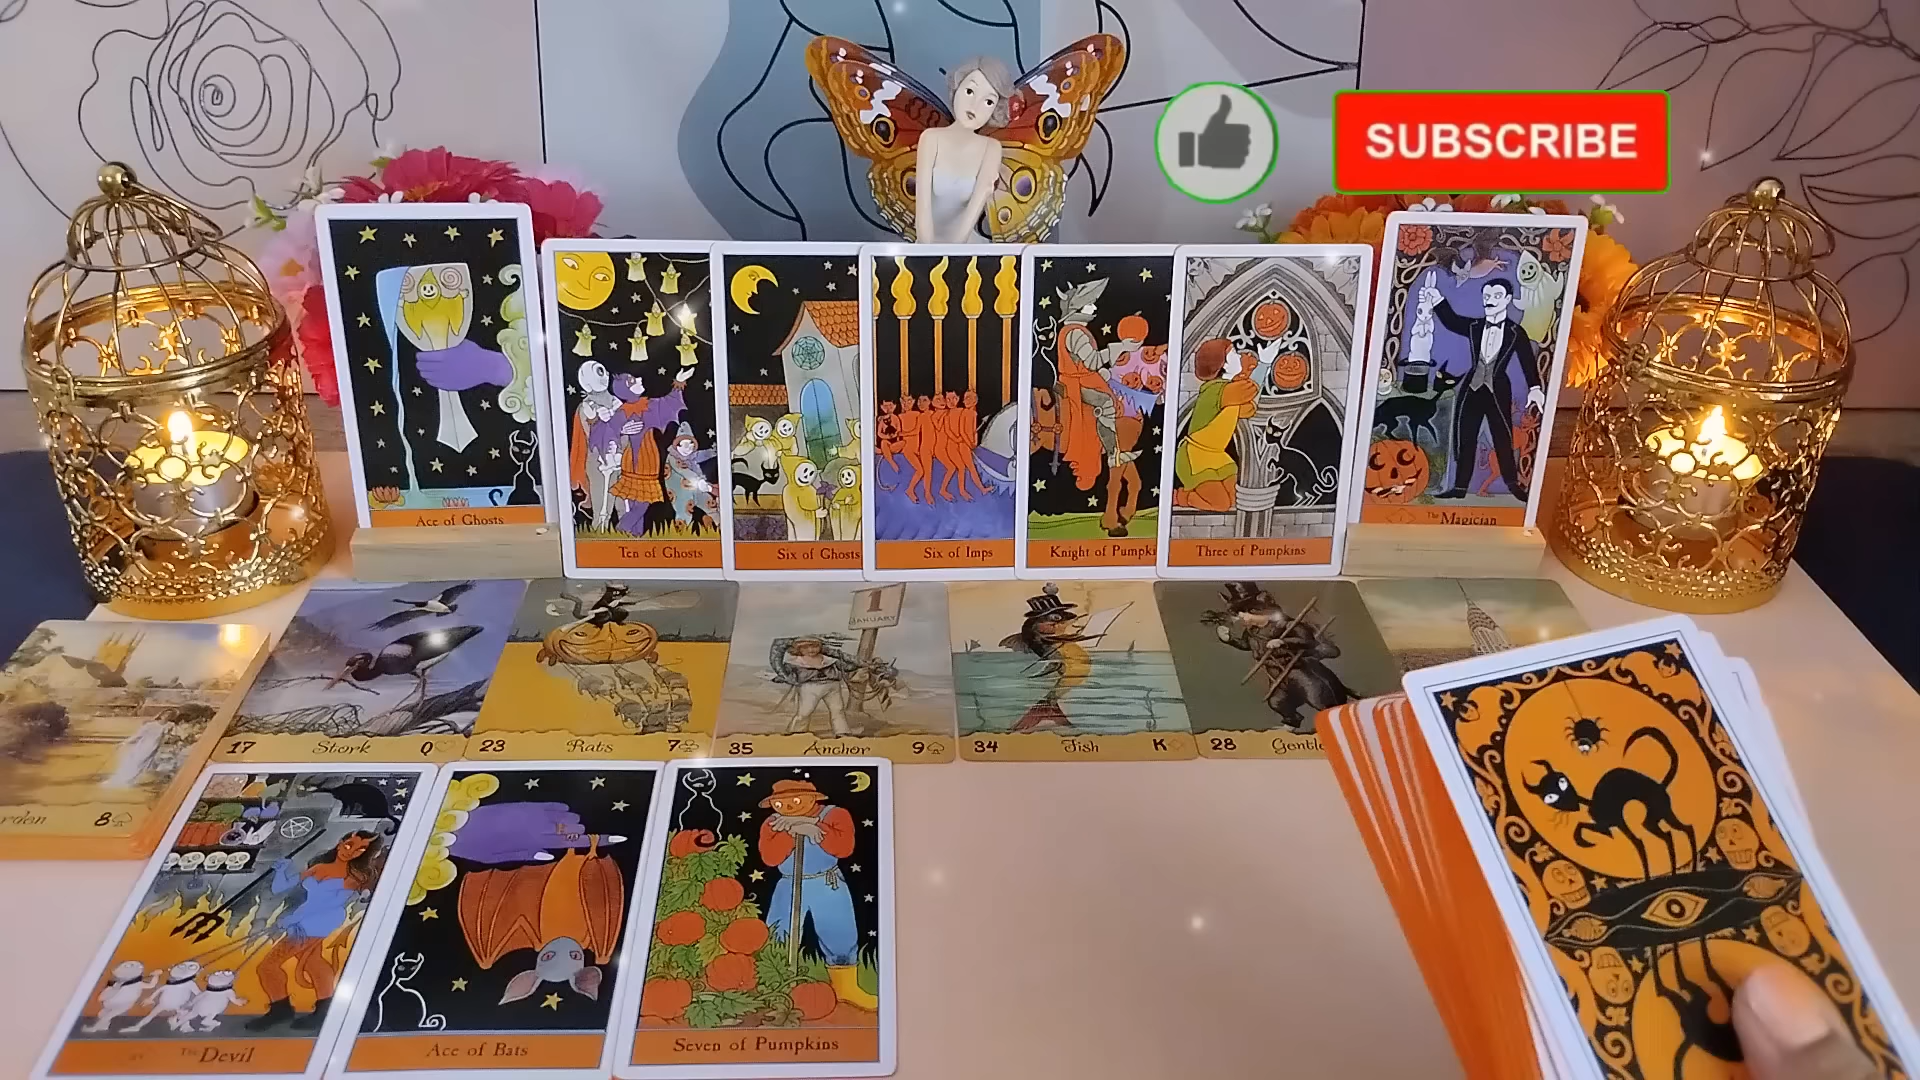 SUBSCRIBE
Ace of Ghosts
Ten of Ghosts
Six of Ghosts
Six of Imps
Knight of Pumpki
Three of Pumpkins
The Magician
1
JANUARY
rden 8
17 Stork Q
23 Rats 7
35 Anchor 9
34 Fish K
28 Gentle
The Devil
Ace of Bats
Seven of Pumpkins